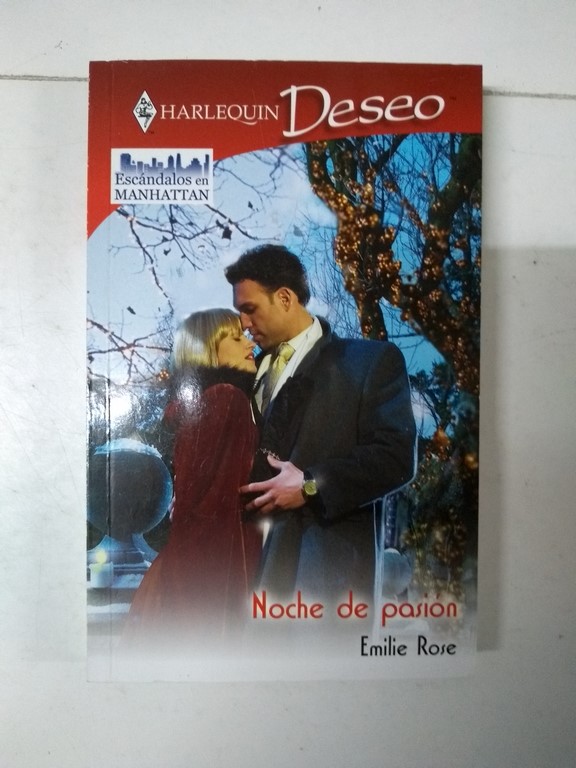 HARLEQUIN Deseo
Escándalos en
MANHATTAN
Noche de pasión
Emilie Rose